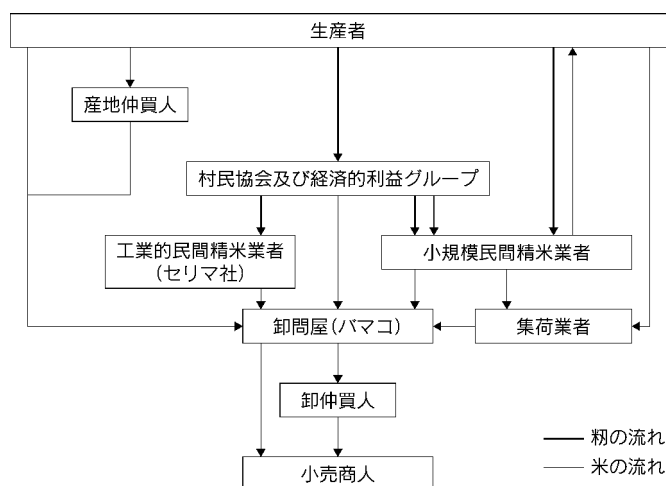 生産者
産地仲買人
村民協会及び経済的利益グループ
工業的民間精米業者
(セリマ社)
小規模民間精米業者
卸問屋(バマコ)
集荷業者
卸仲買人
籾の流れ
米の流れ
小売商人